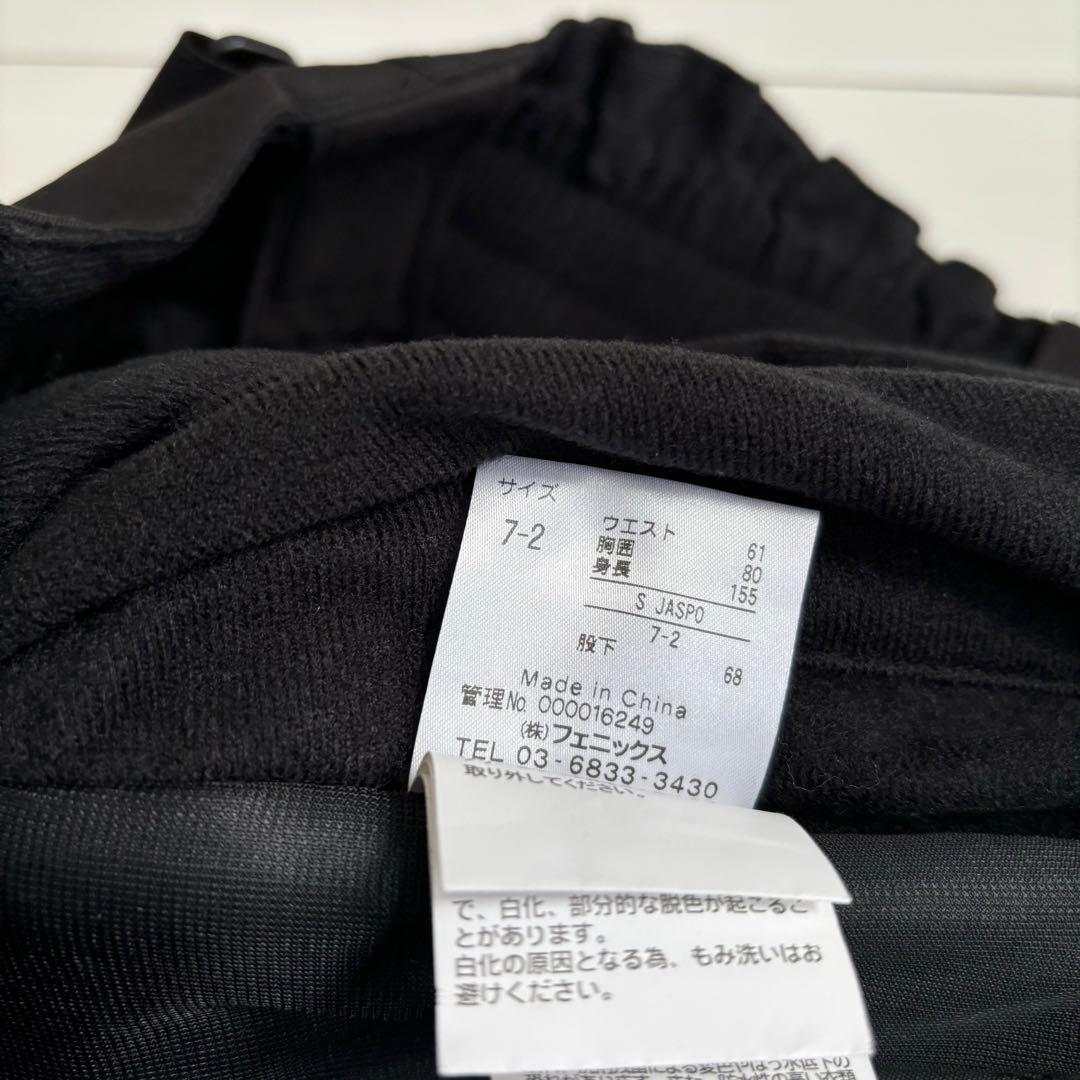 サイズ
7-2
ウエスト 61
胸囲 80
身長 155
S JASPO
7-2
股下 68
Made in China
管理No. 000016249
(株)フェニックス
TEL 03-6833-3430
取り外してください。
で、白化、部分的な脱色が起こるこ
とがあります。
白化の原因となる為、もみ洗いはお
避けください。